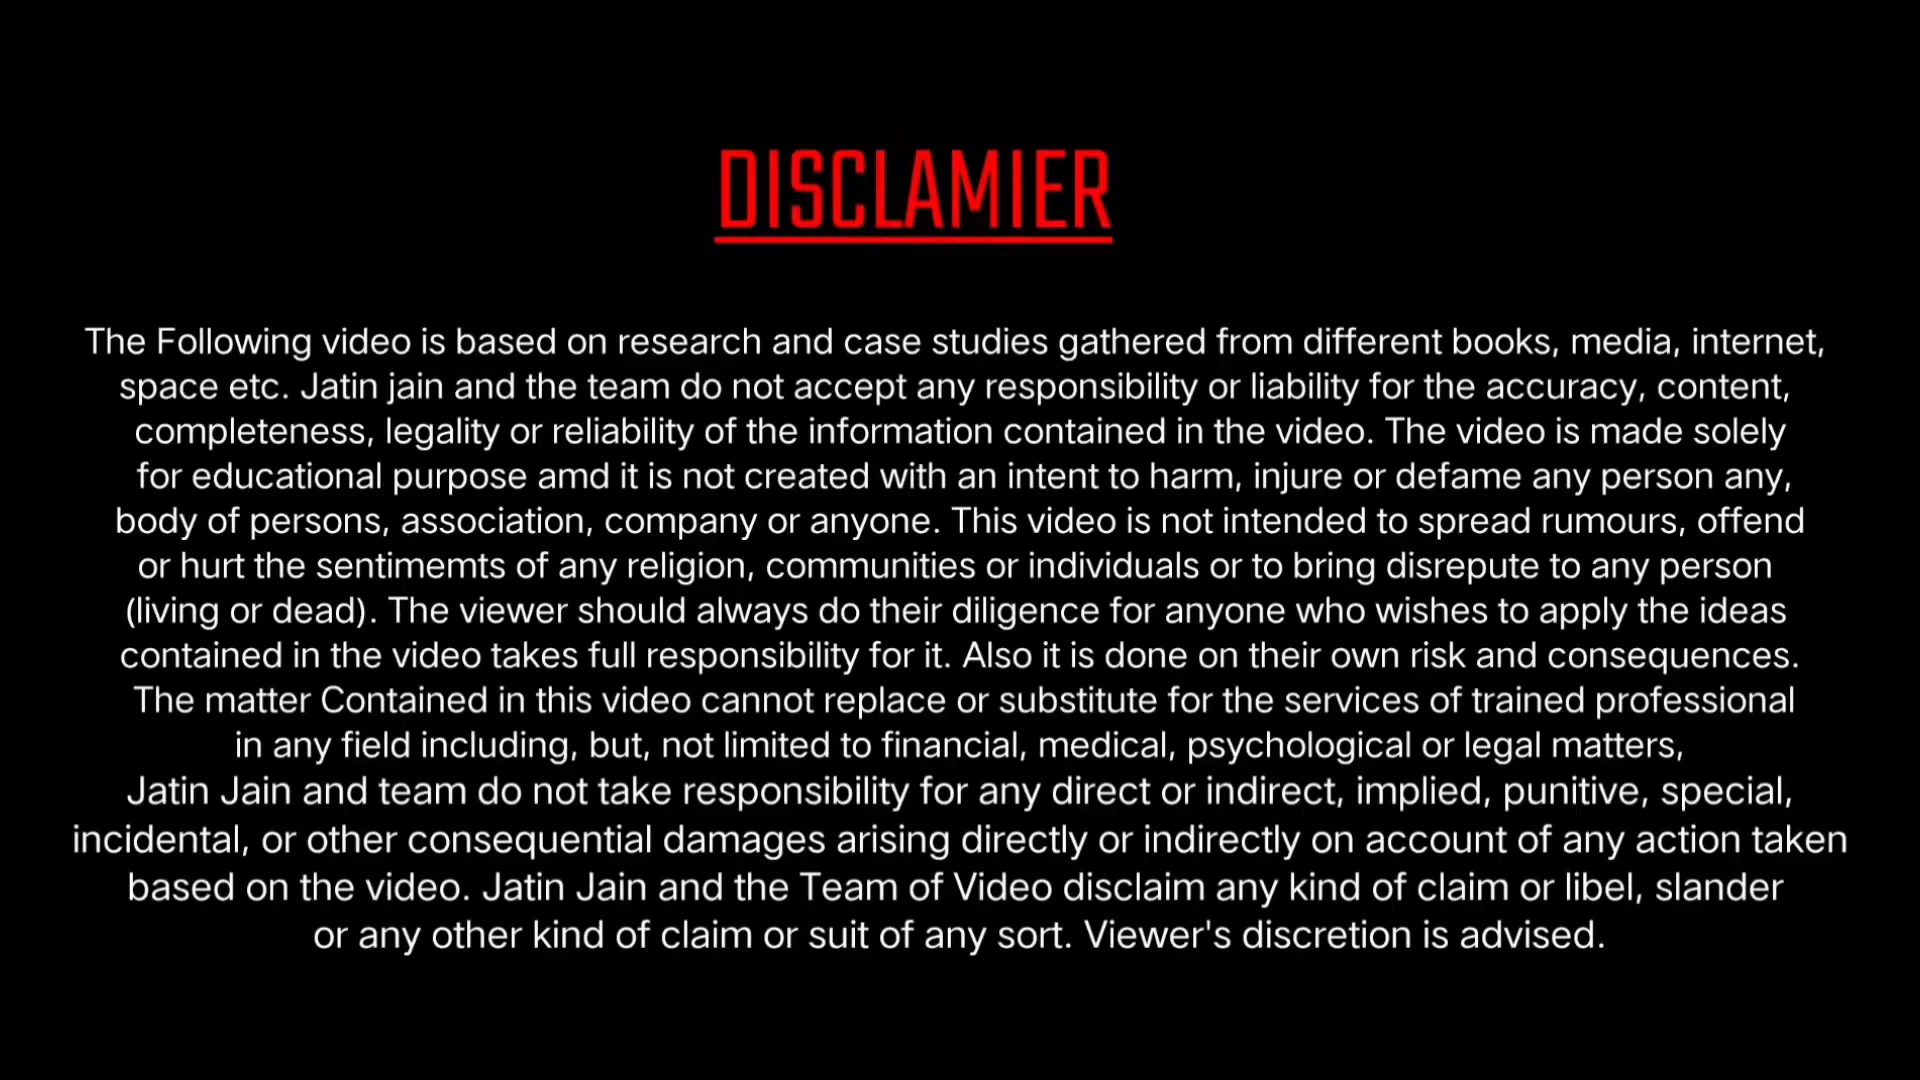 DISCLAMIER
The Following video is based on research and case studies gathered from different books, media, internet,
space etc. Jatin jain and the team do not accept any responsibility or liability for the accuracy, content,
completeness, legality or reliability of the information contained in the video. The video is made solely
for educational purpose amd it is not created with an intent to harm, injure or defame any person any,
body of persons, association, company or anyone. This video is not intended to spread rumours, offend
or hurt the sentimemts of any religion, communities or individuals or to bring disrepute to any person
(living or dead). The viewer should always do their diligence for anyone who wishes to apply the ideas
contained in the video takes full responsibility for it. Also it is done on their own risk and consequences.
The matter Contained in this video cannot replace or substitute for the services of trained professional
in any field including, but, not limited to financial, medical, psychological or legal matters,
Jatin Jain and team do not take responsibility for any direct or indirect, implied, punitive, special,
incidental, or other consequential damages arising directly or indirectly on account of any action taken
based on the video. Jatin Jain and the Team of Video disclaim any kind of claim or libel, slander
or any other kind of claim or suit of any sort. Viewer's discretion is advised.